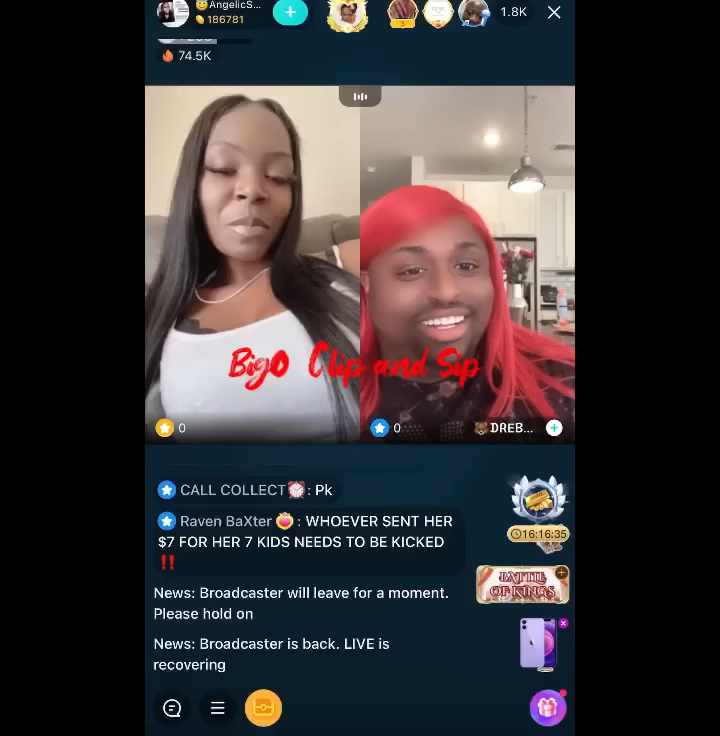 😇AngelicS...
186781
3
1.8K
74.5K
Bigo Clip and Sip
0
0
🐻DREB...
CALL COLLECT⏰: Pk
Raven BaXter 🍑: WHOEVER SENT HER
$7 FOR HER 7 KIDS NEEDS TO BE KICKED
‼️
16:16:35
News: Broadcaster will leave for a moment.
Please hold on
BATTLE
OF KINGS
News: Broadcaster is back. LIVE is
recovering